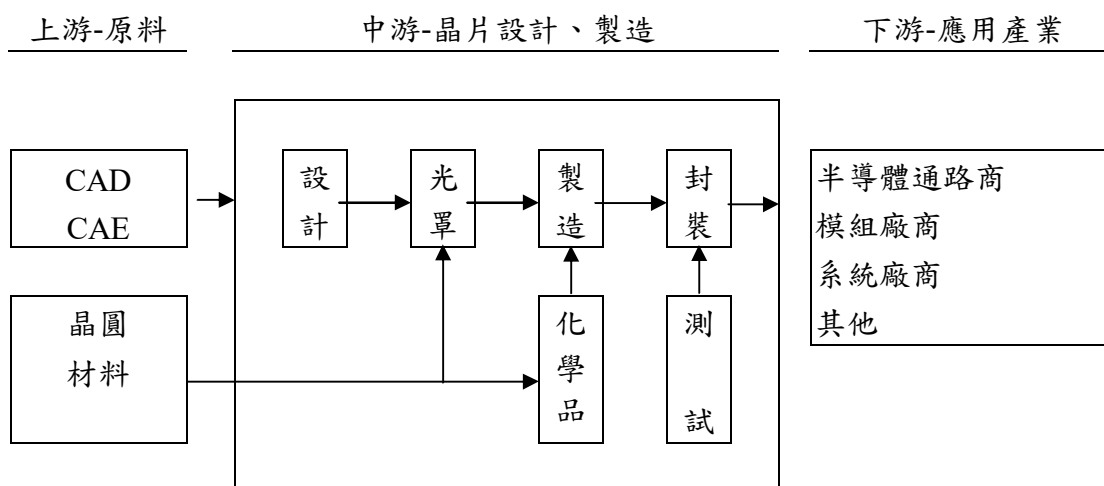 上游-原料
中游-晶片設計、製造
下游-應用產業
CAD
CAE
晶圓
材料
設計
光罩
製造
封裝
化學品
測試
半導體通路商
模組廠商
系統廠商
其他